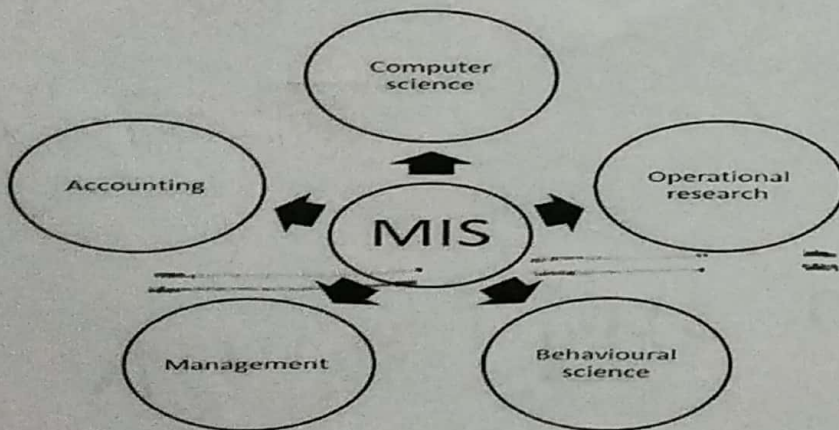 Computer
science
Accounting
Operational
research
MIS
Management
Behavioural
science